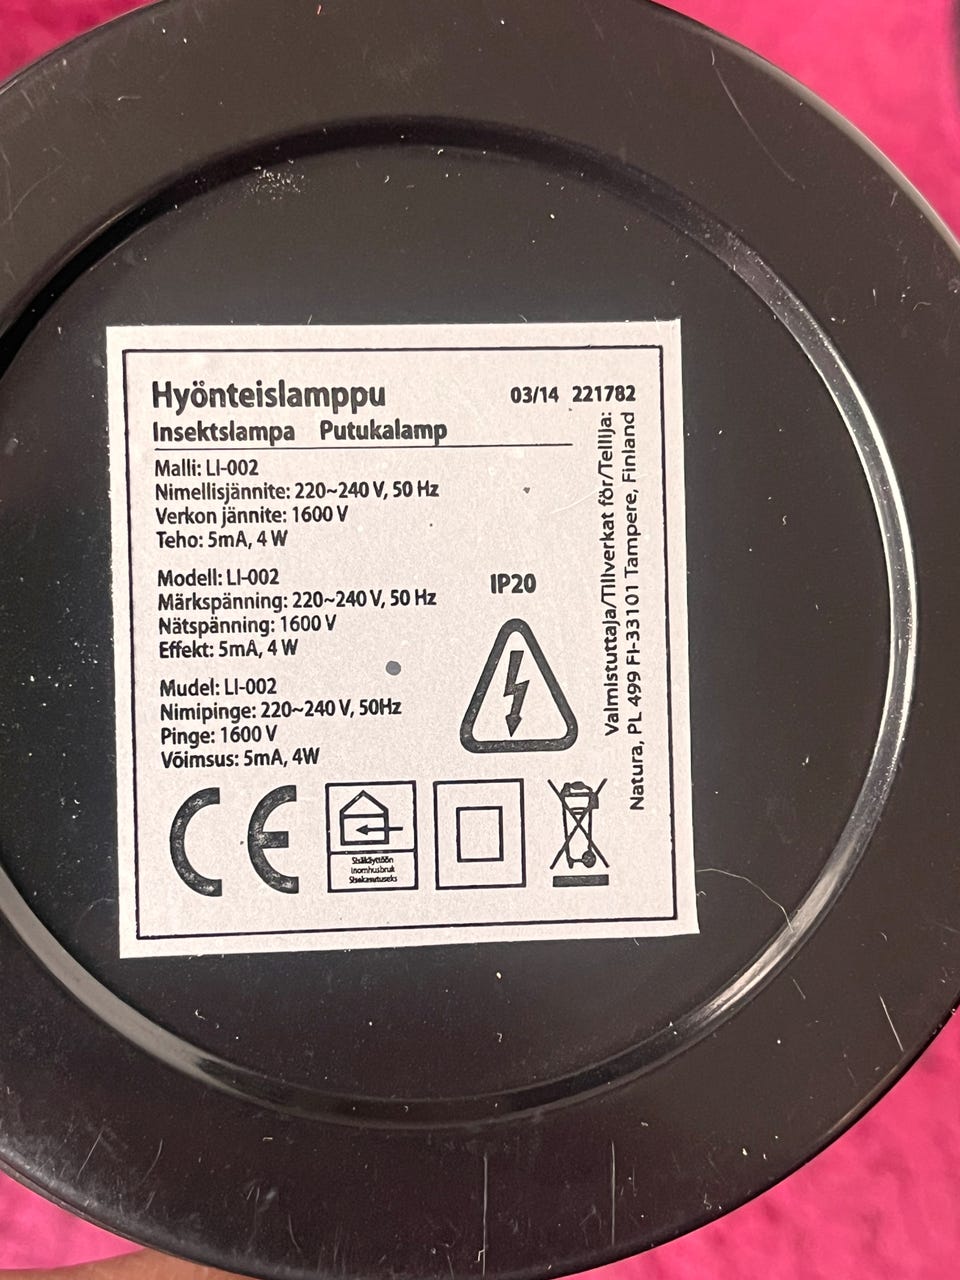 Hyönteislamppu
03/14 221782
Insektslampa Putukalamp
Malli: LI-002
Nimellisjännite: 220~240 V, 50 Hz
Verkon jännite: 1600 V
Teho: 5mA, 4 W
Modell: LI-002
Märkspänning: 220~240 V, 50 Hz
Nätspänning: 1600 V
Effekt: 5mA, 4 W
Mudel: LI-002
Nimipinge: 220~240 V, 50Hz
Pinge: 1600 V
Võimsus: 5mA, 4W
IP20
Valmistuttaja/Tillverkat för/Tellija:
Natura, PL 499 FI-33101 Tampere, Finland
CE
Sisäkäyttöön
Inomhusbruk
Sisekasutuseks